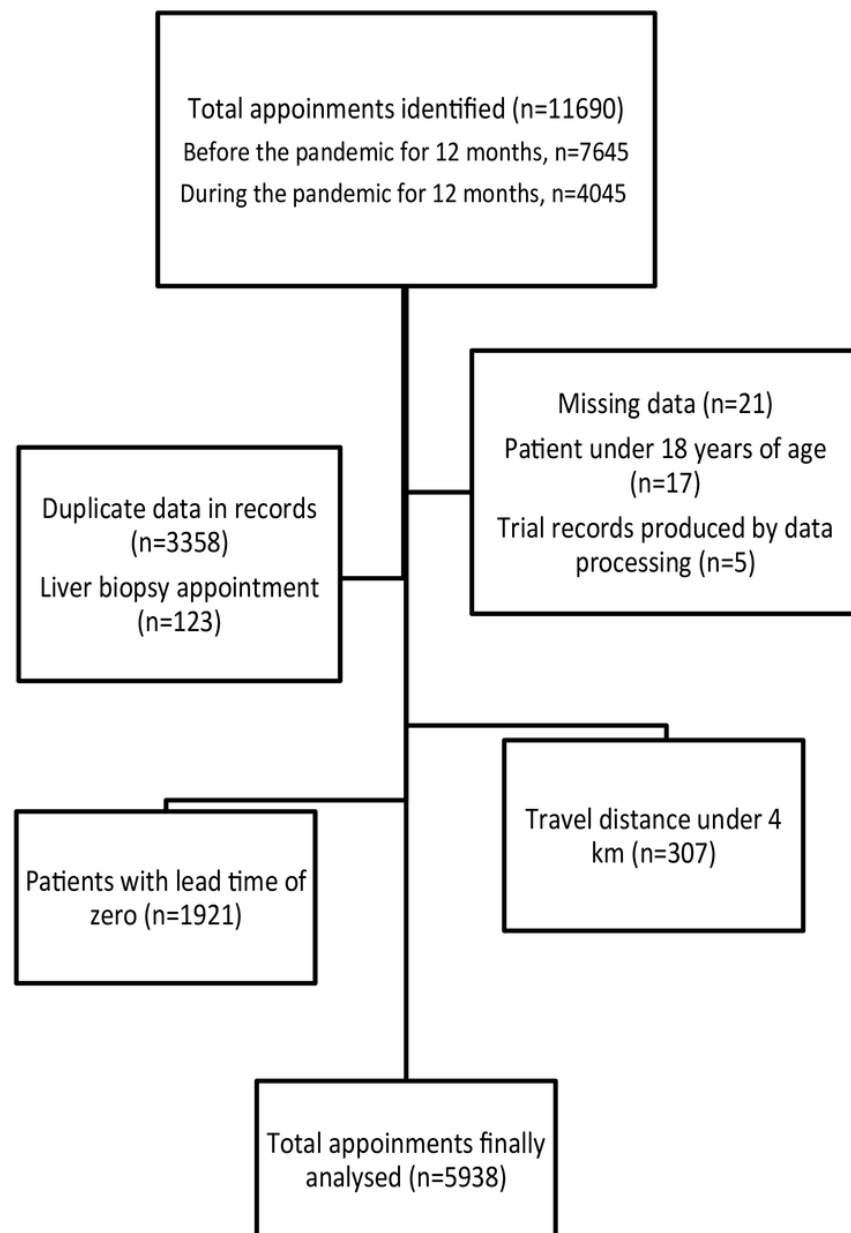 Total appoinments identified (n=11690)
Before the pandemic for 12 months, n=7645
During the pandemic for 12 months, n=4045
Missing data (n=21)
Patient under 18 years of age
(n=17)
Trial records produced by data
processing (n=5)
Duplicate data in records
(n=3358)
Liver biopsy appointment
(n=123)
Travel distance under 4
km (n=307)
Patients with lead time of
zero (n=1921)
Total appoinments finally
analysed (n=5938)